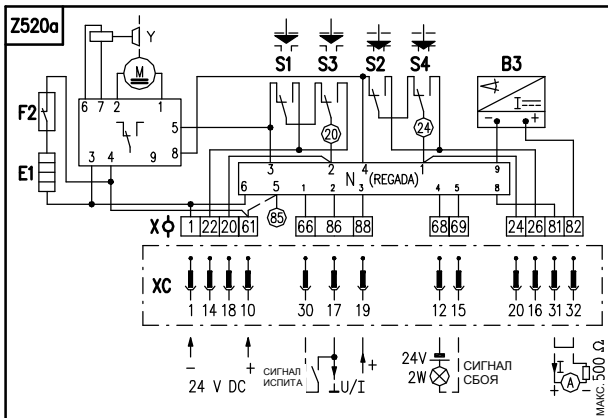 Z520a
Y
M
S1 S3 S2 S4 B3
I
6 7 2 1
F2
5
8
3 4 9
E1
20 24
- +
3 2 4 1 9
N (REGADA)
6 5 1 2 3 4 5 8
85
X 1 22 20 61 66 86 88 68 69 24 26 81 82
XC
1 14 18 10 30 17 19 12 15 20 16 31 32
- + +
24 V DC
СИГНАЛ
ИСПИТА
U/I
24V
2W
СИГНАЛ
СБОЯ
I
+ A -
МАКС. 500 Ω